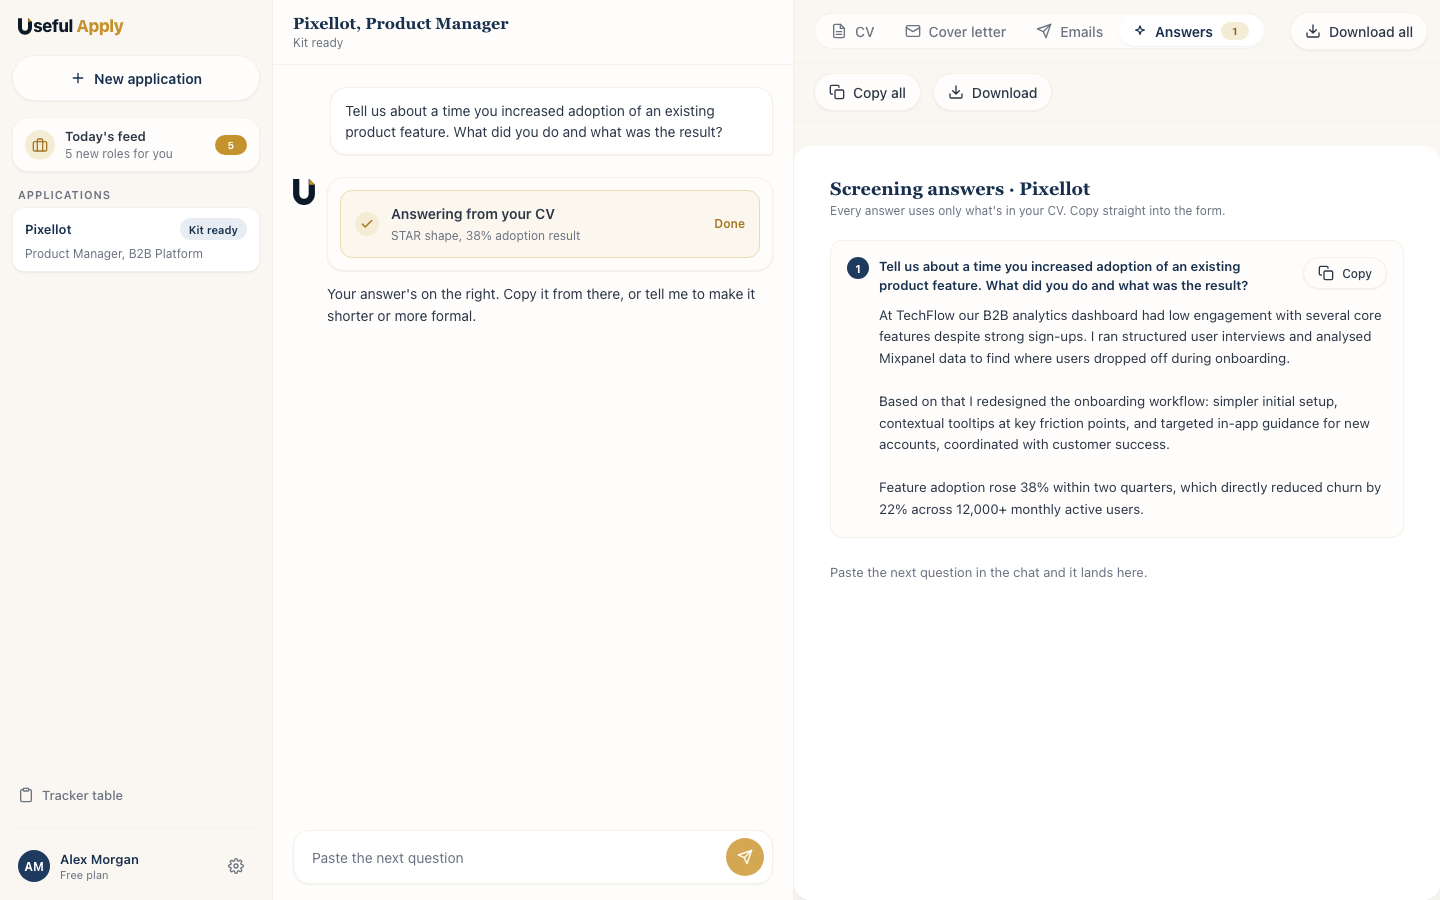 Useful Apply
New application
Today's feed
5 new roles for you
5
APPLICATIONS
Pixellot
Kit ready
Product Manager, B2B Platform
Tracker table
AM
Alex Morgan
Free plan
Pixellot, Product Manager
Kit ready
Tell us about a time you increased adoption of an existing
product feature. What did you do and what was the result?
U
Answering from your CV
STAR shape, 38% adoption result
Done
Your answer's on the right. Copy it from there, or tell me to make it
shorter or more formal.
Paste the next question
CV
Cover letter
Emails
Answers
1
Download all
Copy all
Download
Screening answers · Pixellot
Every answer uses only what's in your CV. Copy straight into the form.
1
Tell us about a time you increased adoption of an existing
product feature. What did you do and what was the result?
Copy
At TechFlow our B2B analytics dashboard had low engagement with several core
features despite strong sign-ups. I ran structured user interviews and analysed
Mixpanel data to find where users dropped off during onboarding.
Based on that I redesigned the onboarding workflow: simpler initial setup,
contextual tooltips at key friction points, and targeted in-app guidance for new
accounts, coordinated with customer success.
Feature adoption rose 38% within two quarters, which directly reduced churn by
22% across 12,000+ monthly active users.
Paste the next question in the chat and it lands here.